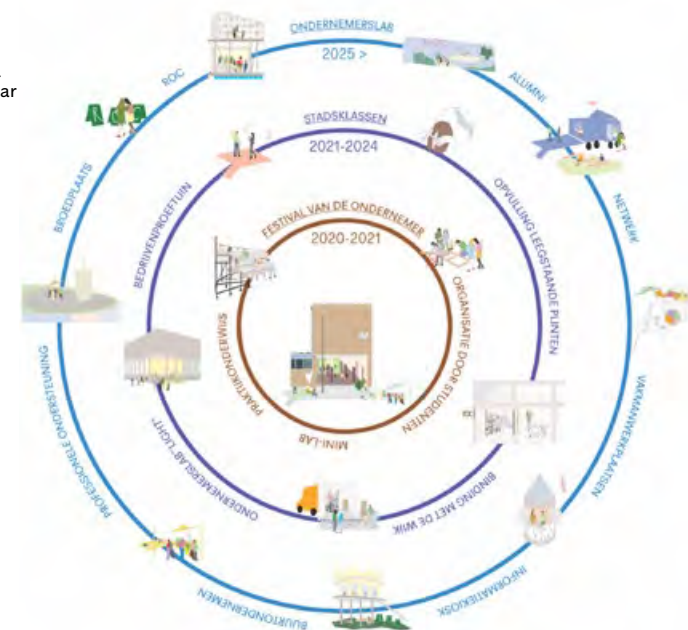 ar
ONDERNEMERSLAB
2025 >
ALUMNI
NETWERK
VAKMANWERKPLAATSEN
INFORMATIEKIOSK
BUURTONDERNEMEN
PROFESSIONELE ONDERSTEUNING
BROEDPLAATS
ROC
STADSKLASSEN
2021-2024
OPVULLING LEEGSTAANDE PLINTEN
BINDING MET DE WIJK
ONDERNEMERSLAB "LIGHT"
BEDRIJVENPROEFTUIN
FESTIVAL VAN DE ONDERNEMER
2020-2021
ORGANISATIE DOOR STUDENTEN
MINI-LAB
PRAKTIJKONDERWIJS